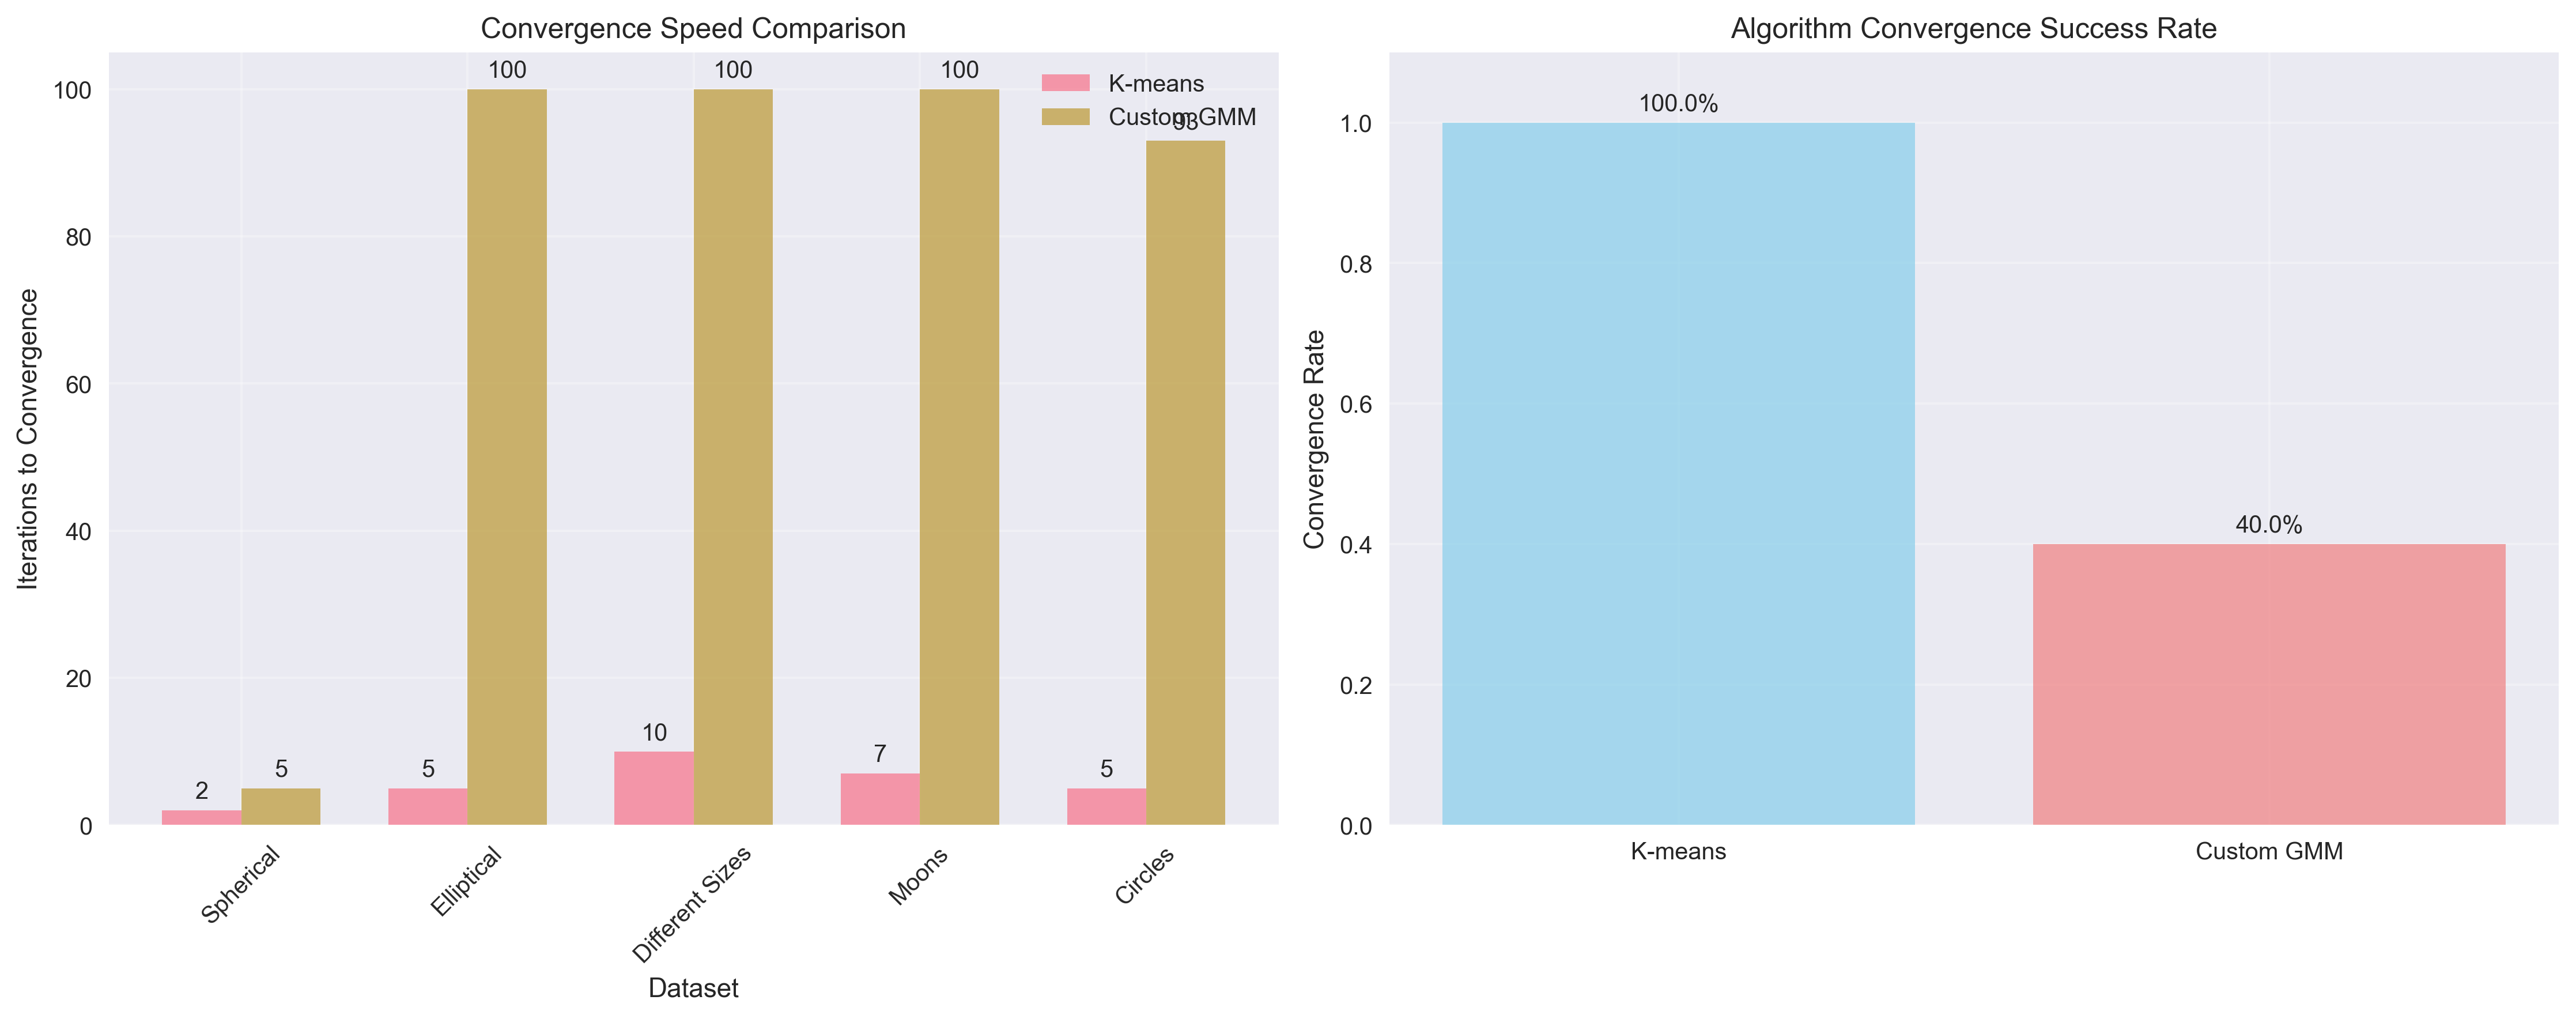 Convergence Speed Comparison
Iterations to Convergence
100
80
60
40
20
0
2
5
5
100
10
100
7
100
5
93
K-means
Custom GMM
Spherical
Elliptical
Different Sizes
Moons
Circles
Dataset
Algorithm Convergence Success Rate
Convergence Rate
1.0
0.8
0.6
0.4
0.2
0.0
100.0%
40.0%
K-means
Custom GMM